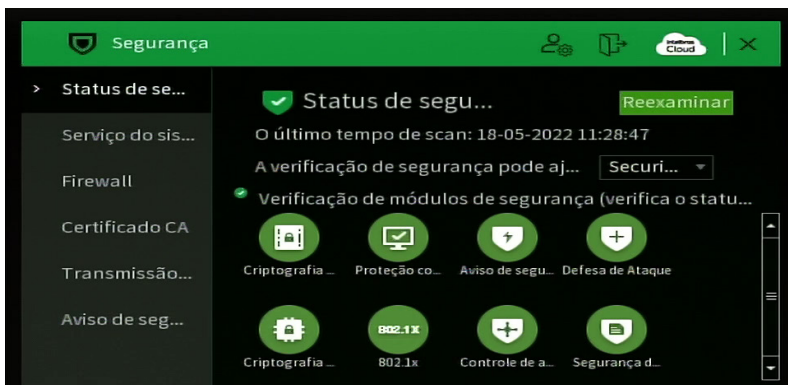 Segurança
intelbras
Cloud
Status de se...
Serviço do sis...
Firewall
Certificado CA
Transmissão...
Aviso de seg...
Status de segu...
Reexaminar
O último tempo de scan: 18-05-2022 11:28:47
A verificação de segurança pode aj...
Securi...
Verificação de módulos de segurança (verifica o statu...
Criptografia ...
Proteção co...
Aviso de segu...
Defesa de Ataque
802.1X
Criptografia ...
802.1x
Controle de a...
Segurança d...